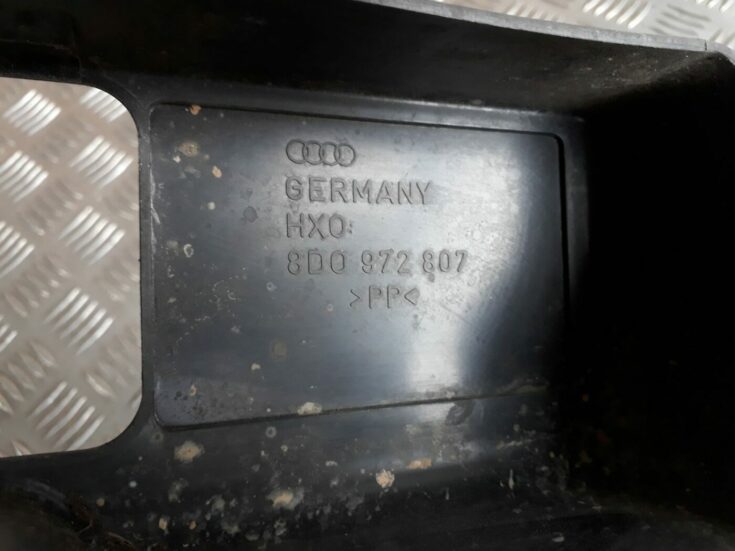 GERMANY
HXO
8D0 972 807
>PP<